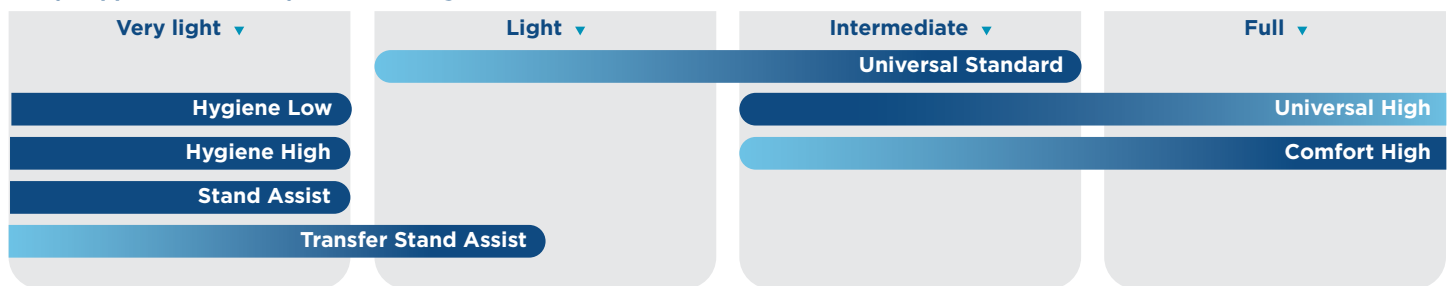 Very light
Light
Intermediate
Full
Universal Standard
Hygiene Low
Universal High
Hygiene High
Comfort High
Stand Assist
Transfer Stand Assist